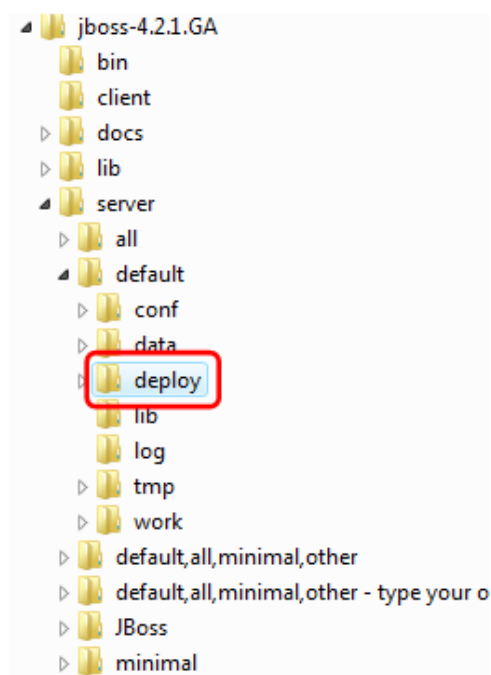 jboss-4.2.1.GA
bin
client
docs
lib
server
all
default
conf
data
deploy
lib
log
tmp
work
default,all,minimal,other
default,all,minimal,other - type your o
JBoss
minimal